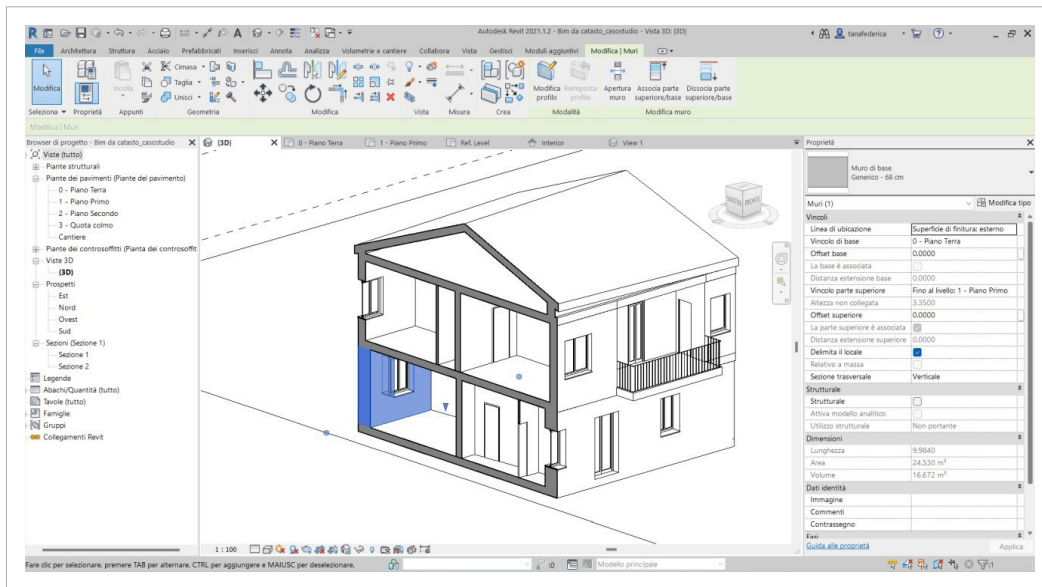 Autodesk Revit 2021.1.2 - Bim da catasto_casostudio - Vista 3D: {3D}
tanafederica
File Architettura Struttura Acciaio Prefabbricati Inserisci Annota Analizza Volumetrie e cantiere Collabora Vista Gestisci Moduli aggiuntivi Modifica | Muri
Modifica
Incolla
Cimasa
Taglia
Unisci
Modifica profilo
Reimposta profilo
Apertura muro
Associa parte superiore/base
Dissocia parte superiore/base
Seleziona Proprietà Appunti Geometria Modifica Vista Misura Crea Modalità Modifica muro
Modifica | Muri
Browser di progetto - Bim da catasto_casostudio
{3D} 0 - Piano Terra 1 - Piano Primo Ref. Level Interior View 1
Viste (tutto)
Piante strutturali
Piante dei pavimenti (Piante del pavimento)
0 - Piano Terra
1 - Piano Primo
2 - Piano Secondo
3 - Quota colmo
Cantiere
Piante dei controsoffitti (Pianta dei controsoffit
Viste 3D
{3D}
Prospetti
Est
Nord
Ovest
Sud
Sezioni (Sezione 1)
Sezione 1
Sezione 2
Legende
Abachi/Quantità (tutto)
Tavole (tutto)
Famiglie
Gruppi
Collegamenti Revit
FRONTE
Proprietà
Muro di base
Generico - 68 cm
Muri (1) Modifica tipo
Vincoli
Linea di ubicazione Superficie di finitura: esterno
Vincolo di base 0 - Piano Terra
Offset base 0.0000
La base è associata
Distanza estensione base 0.0000
Vincolo parte superiore Fino al livello: 1 - Piano Primo
Altezza non collegata 3.3500
Offset superiore 0.0000
La parte superiore è associata
Distanza estensione superiore 0.0000
Delimita il locale
Relativo a massa
Sezione trasversale Verticale
Strutturale
Strutturale
Attiva modello analitico
Utilizzo strutturale Non portante
Dimensioni
Lunghezza 9.9840
Area 24.530 m²
Volume 16.672 m³
Dati identità
Immagine
Commenti
Contrassegno
Fasi
Guida alle proprietà Applica
1 : 100
Fare clic per selezionare, premere TAB per alternare, CTRL per aggiungere e MAIUSC per deselezionare.
:0
Modello principale
:1